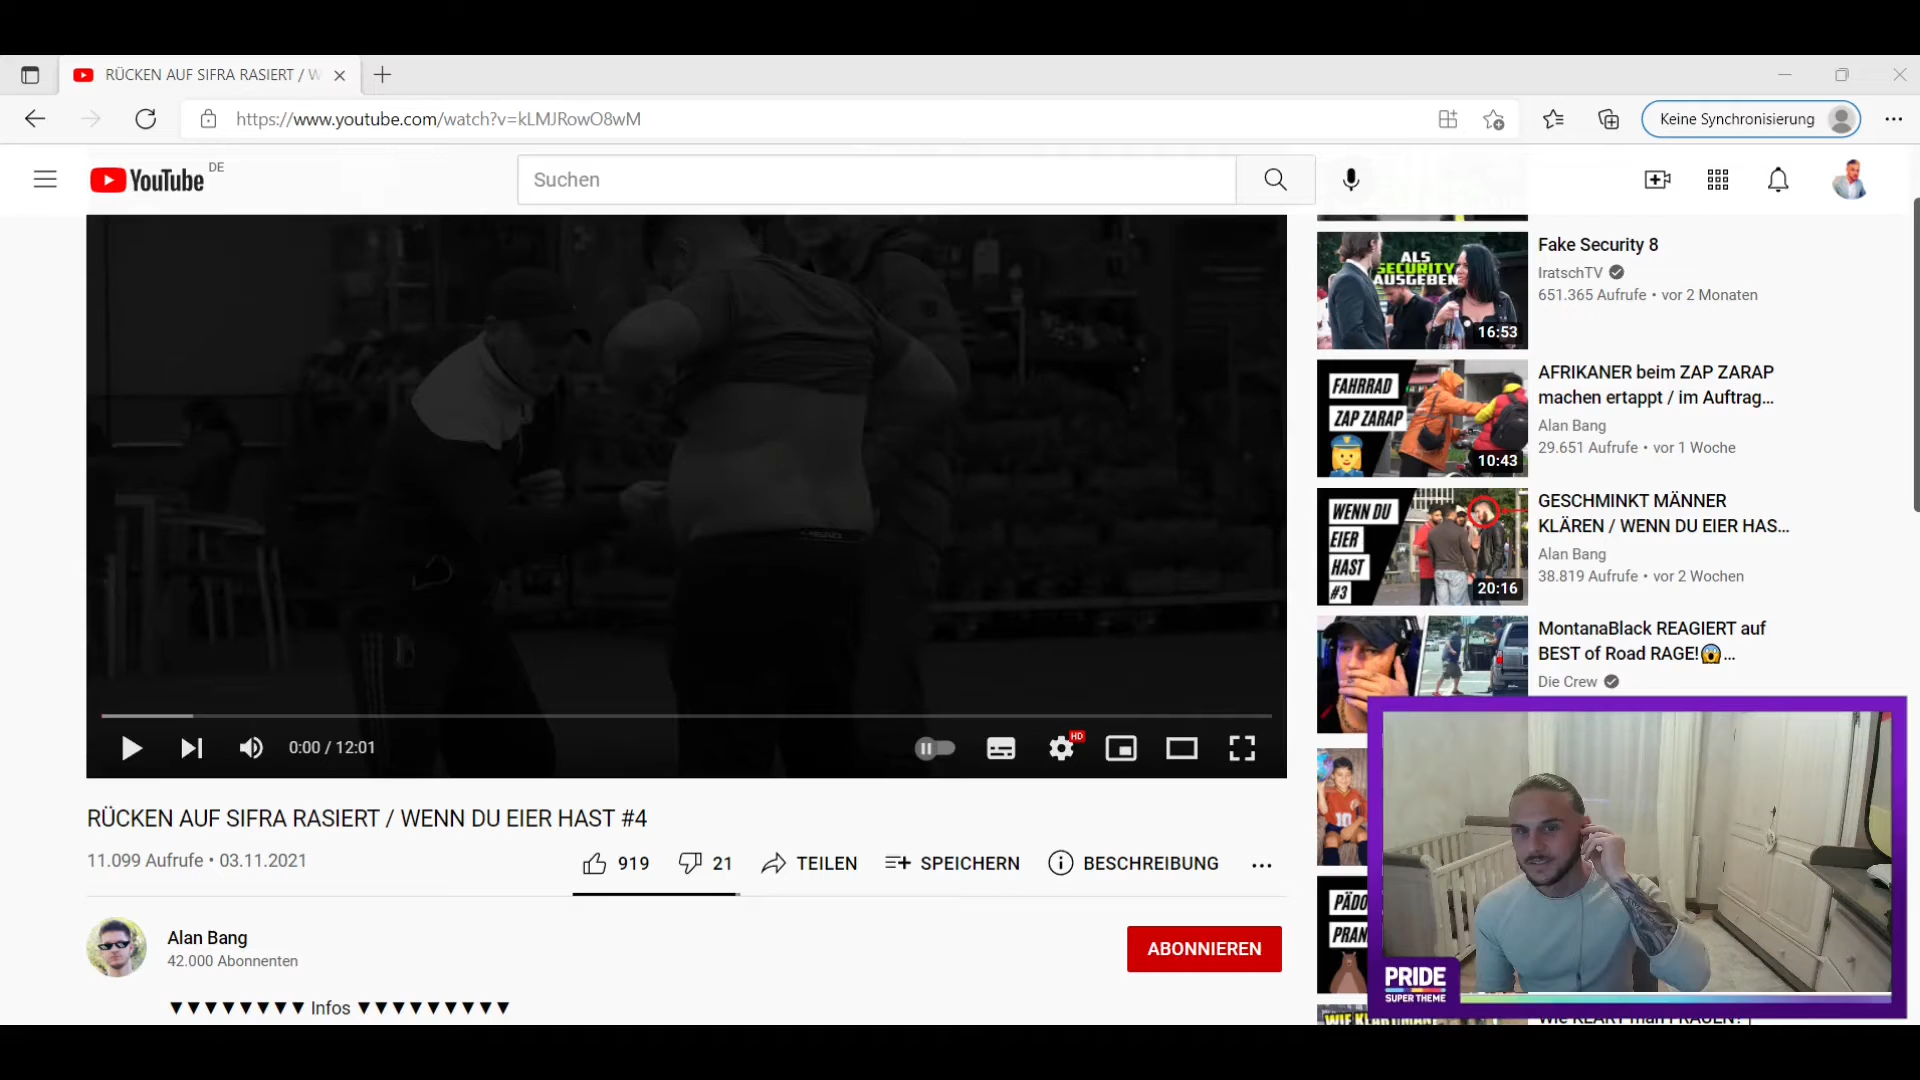 RÜCKEN AUF SIFRA RASIERT / W
https://www.youtube.com/watch?v=kLMJRowO8wM
Keine Synchronisierung
YouTube DE
Suchen
ALS
SECURITY
AUSGEBEN
16:53
Fake Security 8
IratschTV
651.365 Aufrufe • vor 2 Monaten
FAHRRAD
ZAP ZARAP
10:43
AFRIKANER beim ZAP ZARAP
machen ertappt / im Auftrag...
Alan Bang
29.651 Aufrufe • vor 1 Woche
WENN DU
EIER
HAST
#3
20:16
GESCHMINKT MÄNNER
KLÄREN / WENN DU EIER HAS...
Alan Bang
38.819 Aufrufe • vor 2 Wochen
MontanaBlack REAGIERT auf
BEST of Road RAGE!😱...
Die Crew
10
PÄDO
PRAN
PRIDE
SUPER THEME
0:00 / 12:01
HD
RÜCKEN AUF SIFRA RASIERT / WENN DU EIER HAST #4
11.099 Aufrufe • 03.11.2021
919
21
TEILEN
SPEICHERN
BESCHREIBUNG
Alan Bang
42.000 Abonnenten
ABONNIEREN
▼▼▼▼▼▼▼▼ Infos ▼▼▼▼▼▼▼▼▼